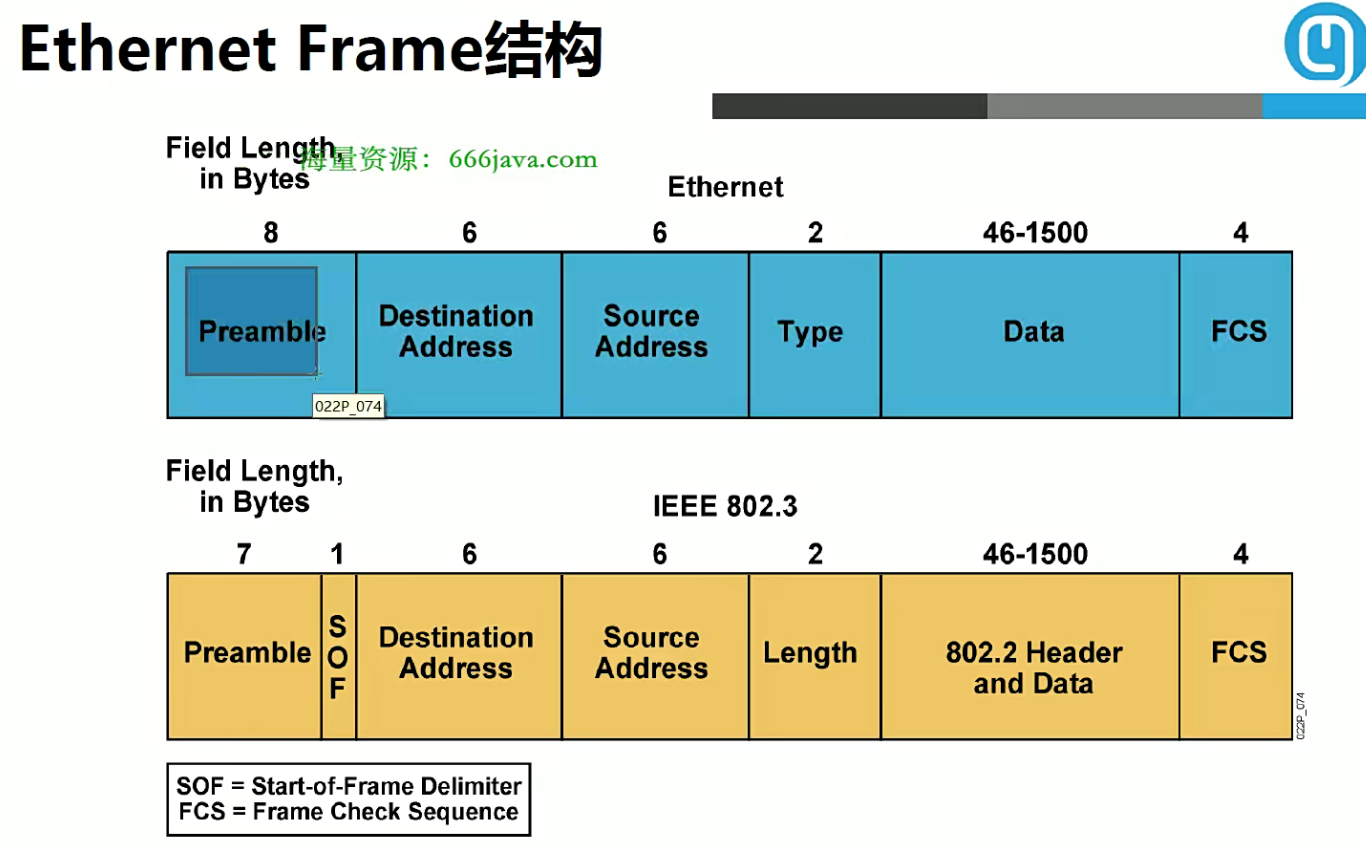 Ethernet Frame结构
Field Length,
in Bytes
海量资源：666java.com
Ethernet
8 6 6 2 46-1500 4
Preamble
Destination
Address
Source
Address
Type
Data
FCS
022P_074
Field Length,
in Bytes
IEEE 802.3
7 1 6 6 2 46-1500 4
Preamble
S
O
F
Destination
Address
Source
Address
Length
802.2 Header
and Data
FCS
022P_074
SOF = Start-of-Frame Delimiter
FCS = Frame Check Sequence